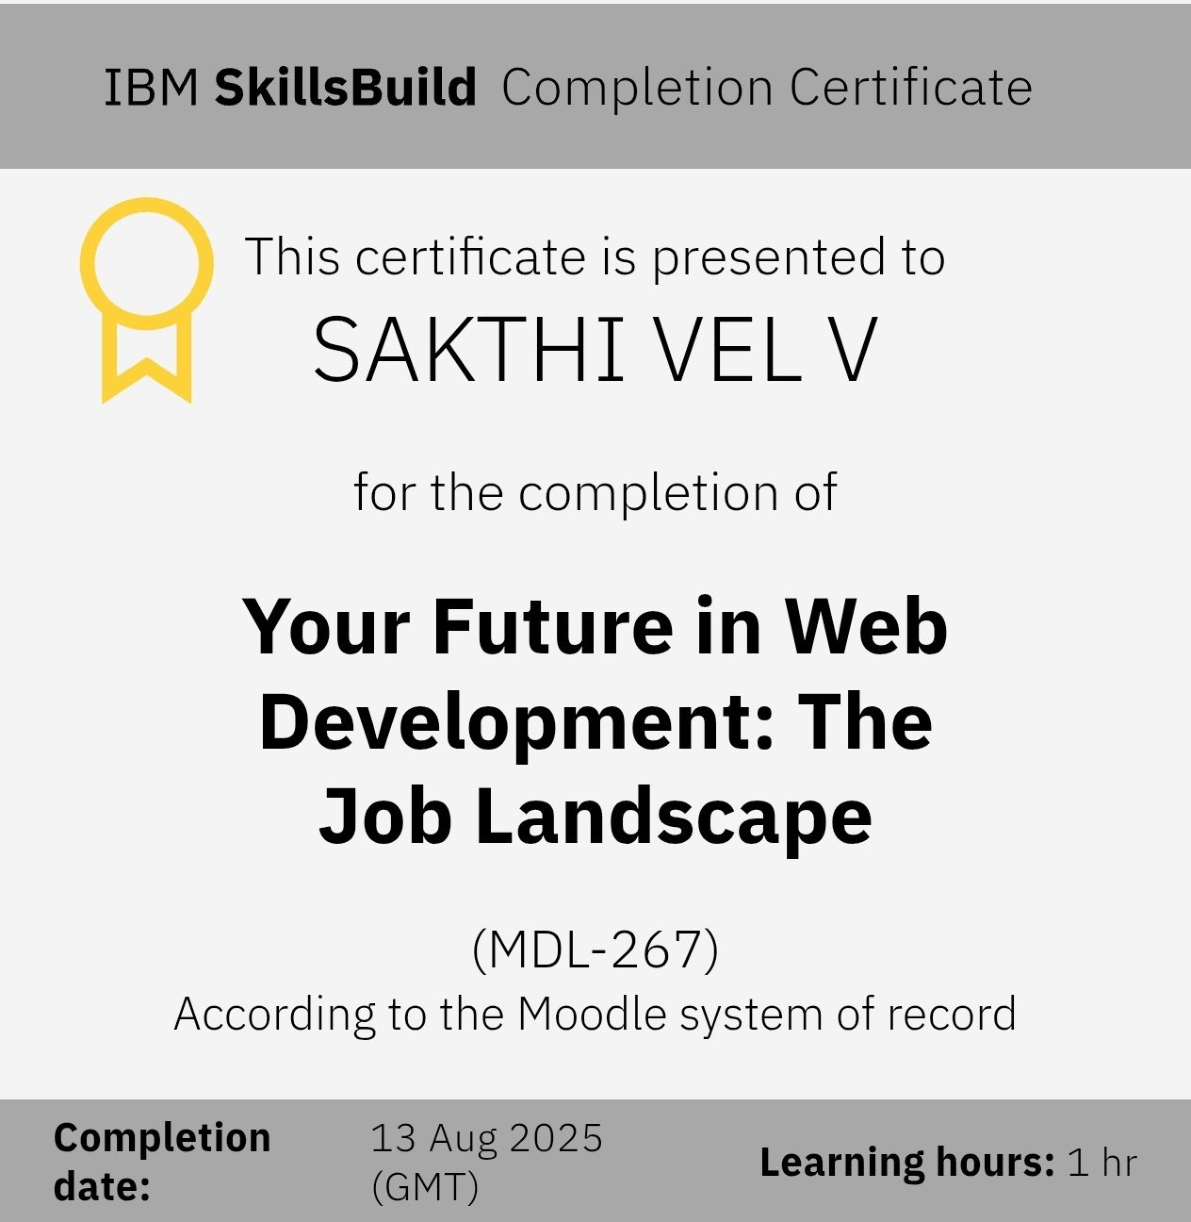 IBM SkillsBuild Completion Certificate
This certificate is presented to
SAKTHI VEL V
for the completion of
Your Future in Web
Development: The
Job Landscape
(MDL-267)
According to the Moodle system of record
Completion
date:
13 Aug 2025
(GMT)
Learning hours: 1 hr